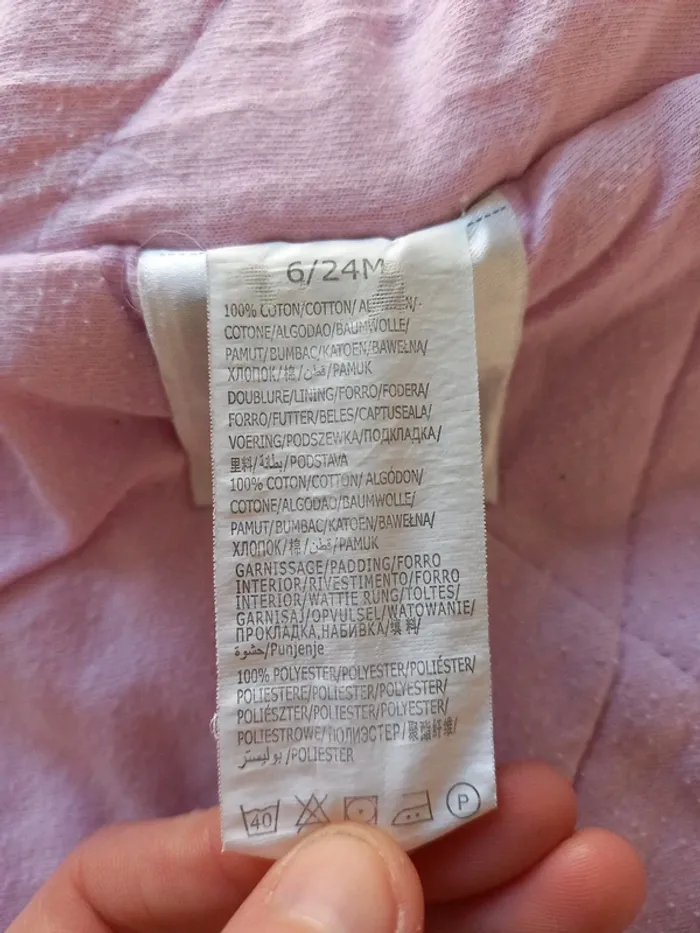 6/24M
100% COTON/COTTON/
COTONE/ALGODAO/BAUMWOLLE/
PAMUT/BUMBAC/KATOEN/BAWEŁNA/
ХЛОПОК/棉/قطن/PAMUK
DOUBLURE/LINING/FORRO/FODERA/
FORRO/FUTTER/BELES/CAPTUSEALA/
VOERING/PODSZEWKA/ПОДКЛАДКА/
里料/بطانة/PODSTAVA
100% COTON/COTTON/ ALGÓDON/
COTONE/ALGODAO/BAUMWOLLE/
PAMUT/BUMBAC/KATOEN/BAWEŁNA/
ХЛОПОК/棉/قطن/PAMUK
GARNISSAGE/PADDING/FORRO
INTERIOR/RIVESTIMENTO/FORRO
INTERIOR/WATTIE RUNG/TOLTES/
GARNISAJ/OPVULSEL/WATOWANIE/
ПРОКЛАДКА,НАБИВКА/填 料/
حشوة/Punjenje
100% POLYESTER/POLYESTER/POLIÉSTER/
POLIESTERE/POLIESTER/POLYESTER/
POLIÉSZTER/POLIESTER/POLYESTER/
POLIESTROWE/ПОЛИЭСТЕР/聚酯纤维/
بوليستر/POLIESTER
40 P